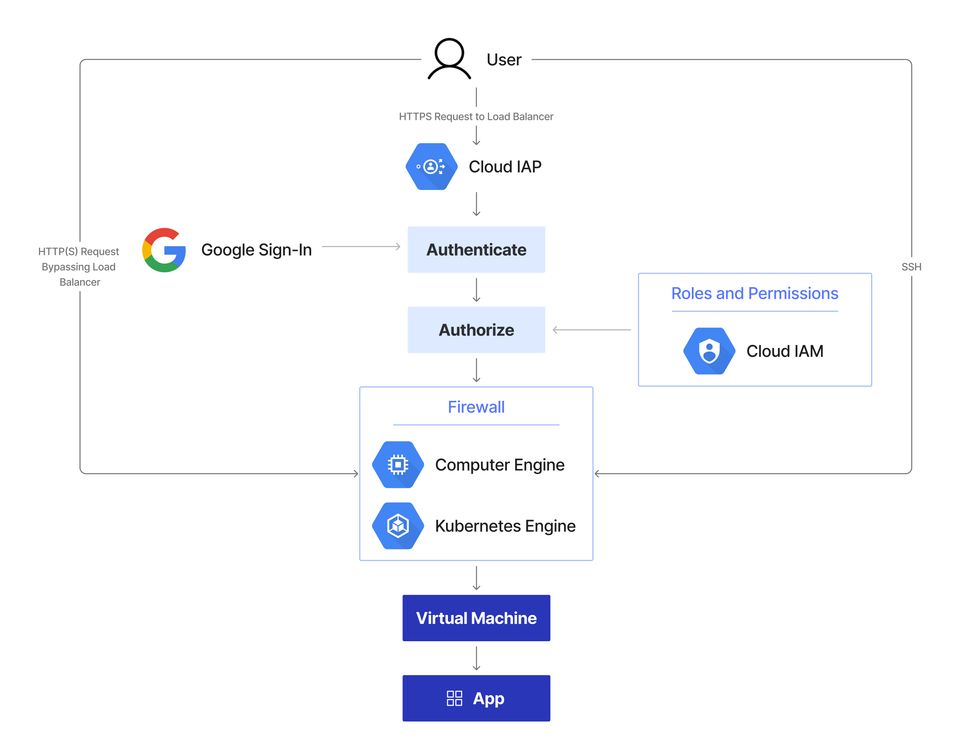 User
HTTPS Request to Load Balancer
Cloud IAP
HTTP(S) Request
Bypassing Load
Balancer
Google Sign-In
Authenticate
SSH
Roles and Permissions
Authorize
Cloud IAM
Firewall
Computer Engine
Kubernetes Engine
Virtual Machine
App